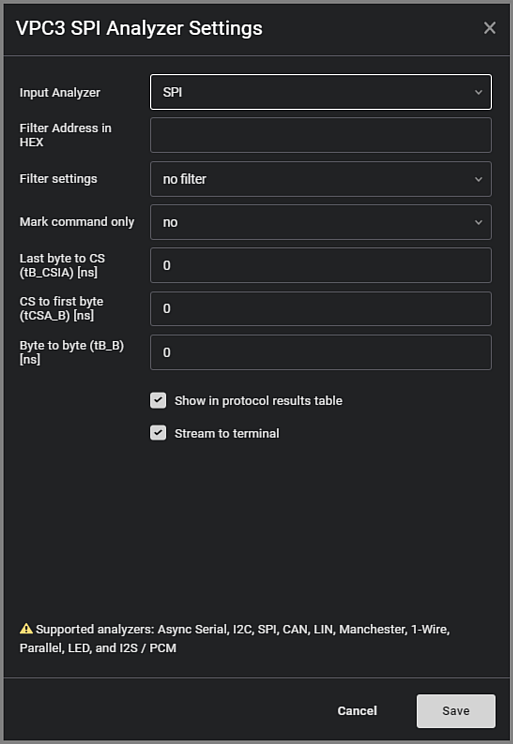 VPC3 SPI Analyzer Settings
Input Analyzer
SPI
Filter Address in
HEX
Filter settings
no filter
Mark command only
no
Last byte to CS
(tB_CSIA) [ns]
0
CS to first byte
(tCSA_B) [ns]
0
Byte to byte (tB_B)
[ns]
0
Show in protocol results table
Stream to terminal
Supported analyzers: Async Serial, I2C, SPI, CAN, LIN, Manchester, 1-Wire,
Parallel, LED, and I2S / PCM
Cancel
Save